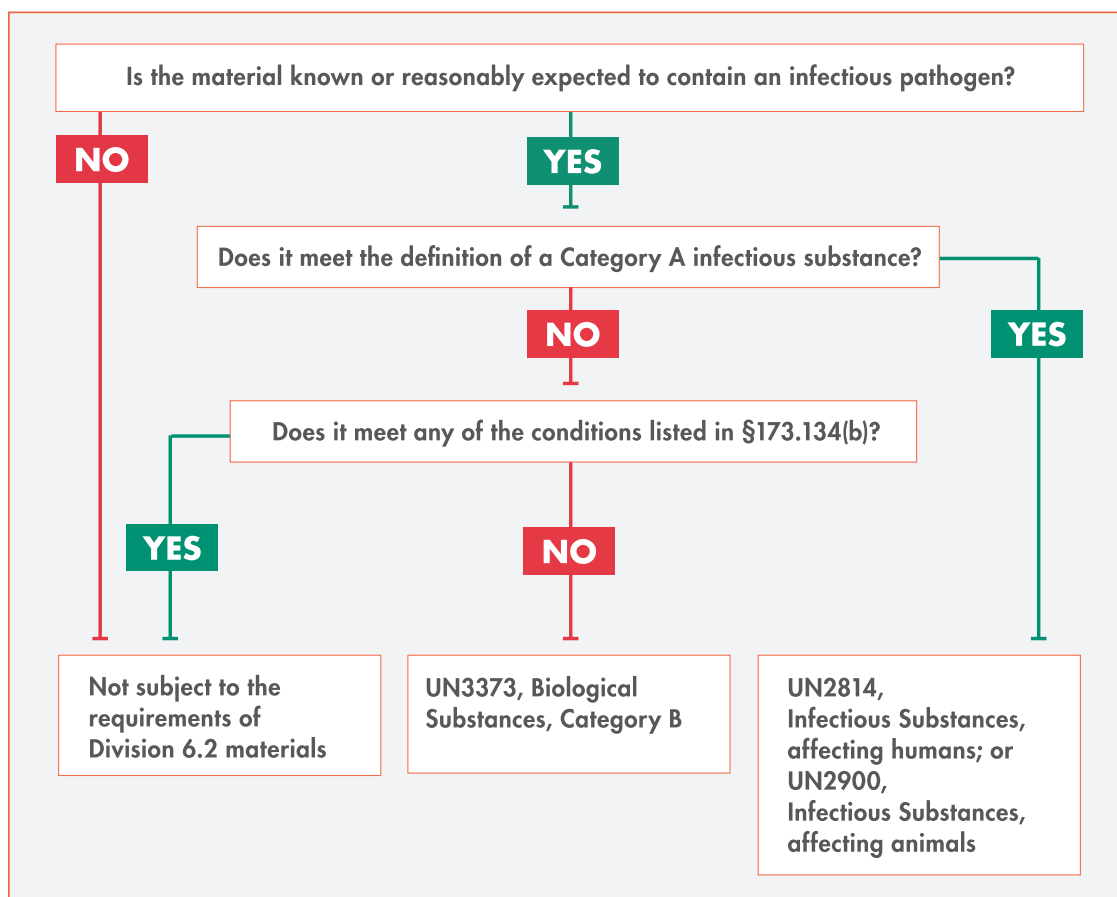 Is the material known or reasonably expected to contain an infectious pathogen?
NO
YES
Does it meet the definition of a Category A infectious substance?
NO
YES
Does it meet any of the conditions listed in §173.134(b)?
YES
NO
Not subject to the
requirements of
Division 6.2 materials
UN3373, Biological
Substances, Category B
UN2814,
Infectious Substances,
affecting humans; or
UN2900,
Infectious Substances,
affecting animals